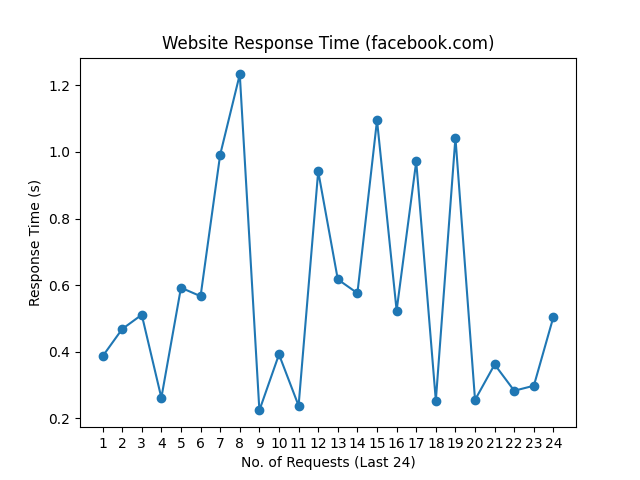 Website Response Time (facebook.com)
1.2
1.0
0.8
0.6
0.4
0.2
Response Time (s)
1 2 3 4 5 6 7 8 9 10 11 12 13 14 15 16 17 18 19 20 21 22 23 24
No. of Requests (Last 24)